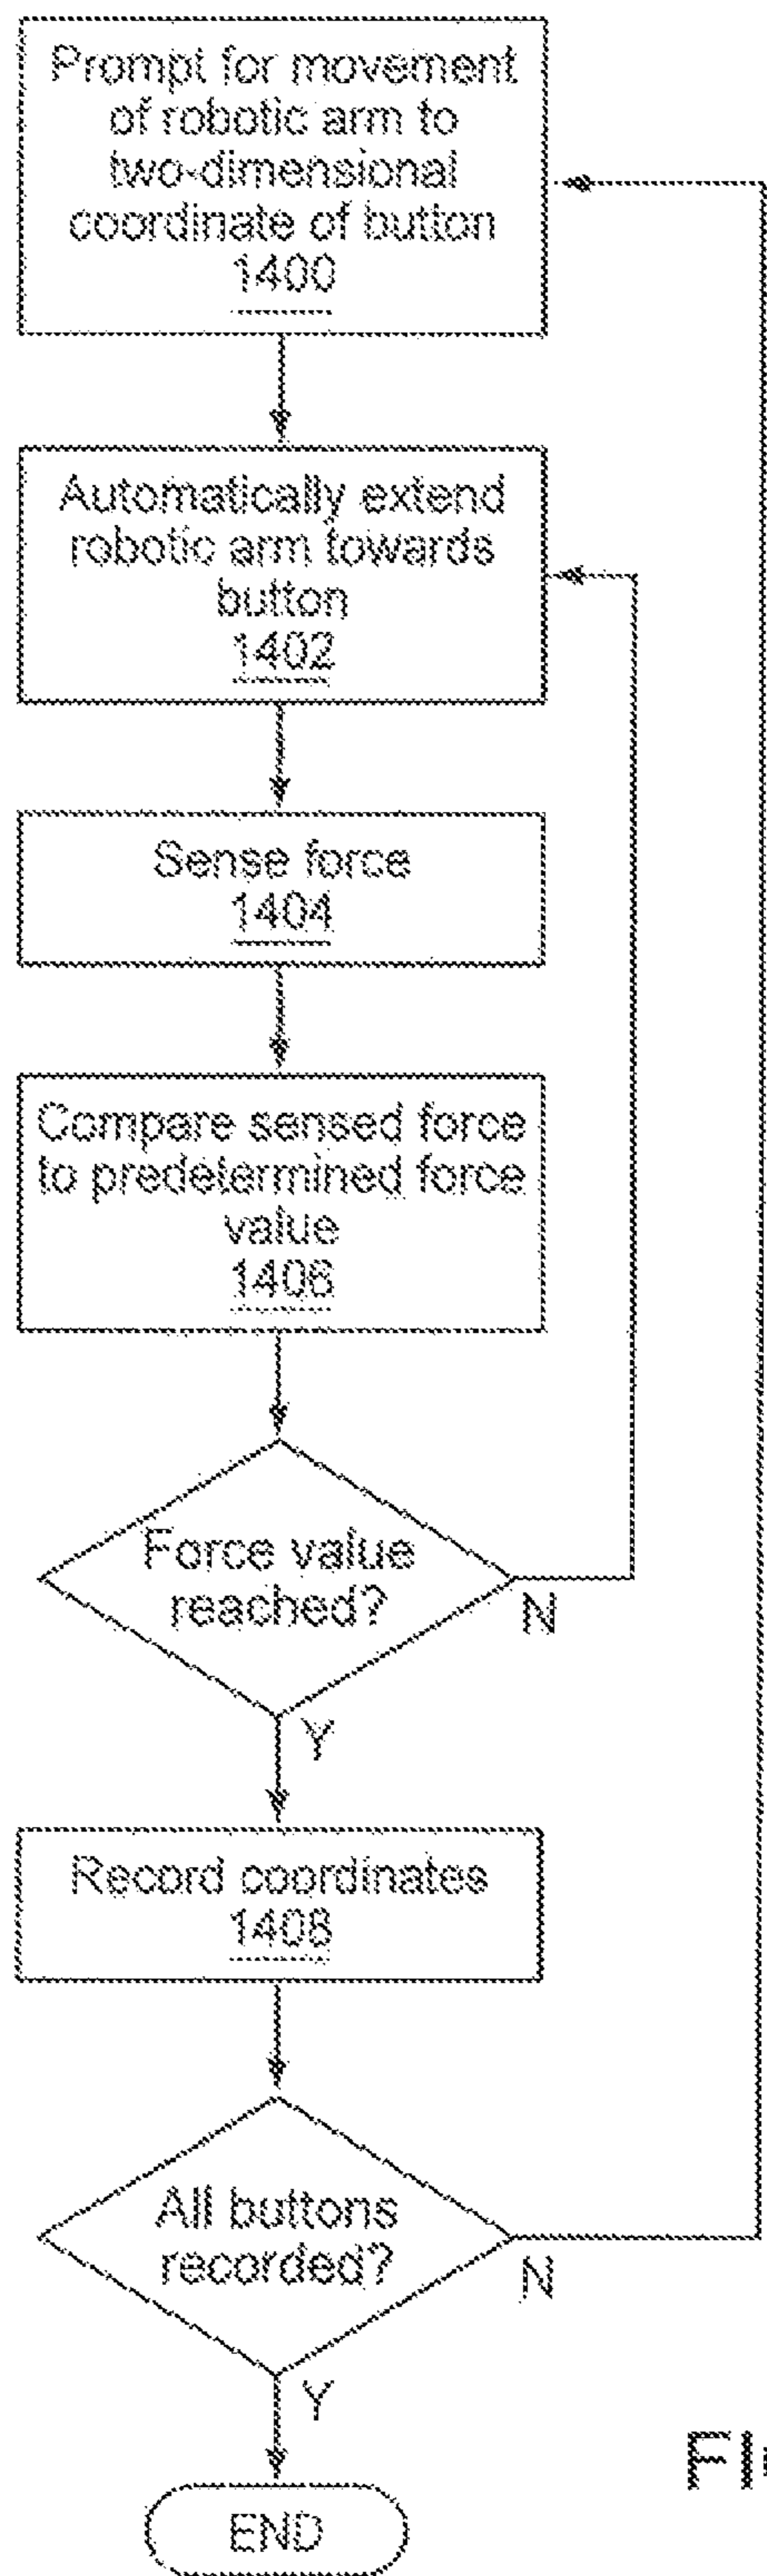 Prompt for movement
of robotic arm to
two-dimensional
coordinate of button
1400
Automatically extend
robotic arm towards
button
1402
Sense force
1404
Compare sensed force
to predetermined force
value
1406
Force value
reached?
N
Y
Record coordinates
1408
All buttons
recorded?
N
Y
END